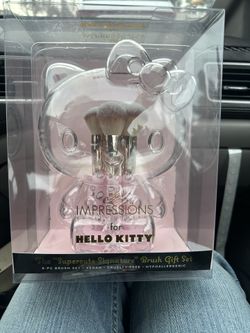 IMPRESSIONS
for
HELLO KITTY
The "Supercute Signature" Brush Gift Set
6 PC BRUSH SET • VEGAN • CRUELTY-FREE • HYPOALLERGENIC